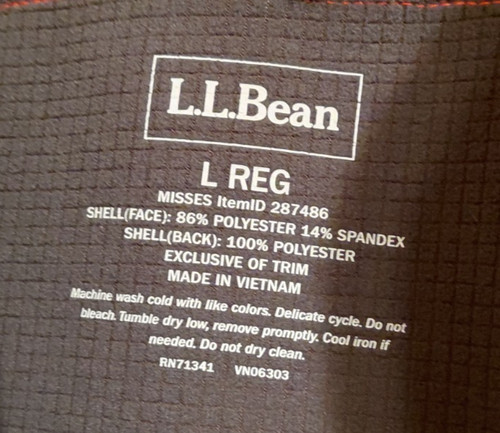 L.L.Bean
L REG
MISSES ItemID 287486
SHELL(FACE): 86% POLYESTER 14% SPANDEX
SHELL(BACK): 100% POLYESTER
EXCLUSIVE OF TRIM
MADE IN VIETNAM
Machine wash cold with like colors. Delicate cycle. Do not
bleach. Tumble dry low, remove promptly. Cool iron if
needed. Do not dry clean.
RN71341 VN06303